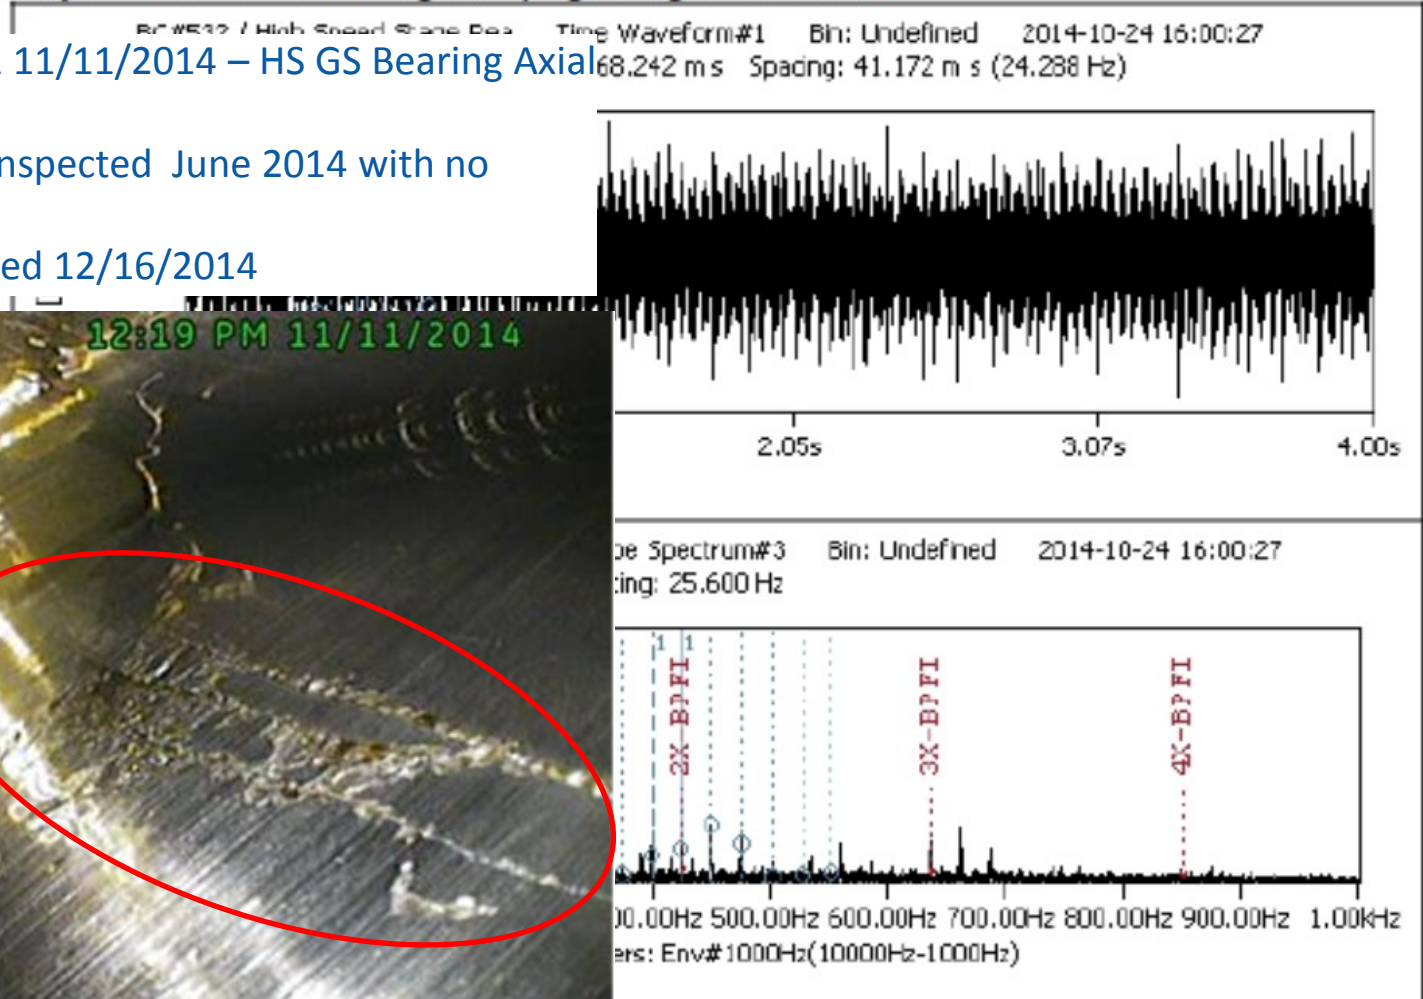 Time Waveform#1 Bin: Undefined 2014-10-24 16:00:27
11/11/2014 – HS GS Bearing Axial
68.242 ms Spacing: 41.172 ms (24.288 Hz)
nspected June 2014 with no
ed 12/16/2014
12:19 PM 11/11/2014
2.05s 3.07s 4.00s
pe Spectrum#3 Bin: Undefined 2014-10-24 16:00:27
ing: 25.600 Hz
1 1
2X-BPFI
3X-BPFI
4X-BPFI
00.00Hz 500.00Hz 600.00Hz 700.00Hz 800.00Hz 900.00Hz 1.00kHz
ers: Env#1000Hz(10000Hz-1000Hz)